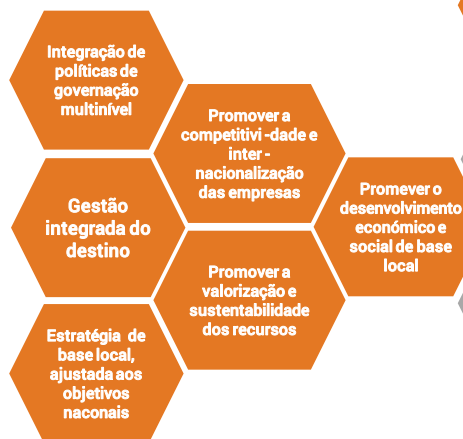 Integração de
políticas de
governação
multinível
Promover a
competitivi -dade e
inter -
nacionalização
das empresas
Gestão
integrada do
destino
Promever o
desenvolvimento
económico e
social de base
local
Promover a
valorização e
sustentabilidade
dos recursos
Estratégia de
base local,
ajustada aos
objetivos
naconais